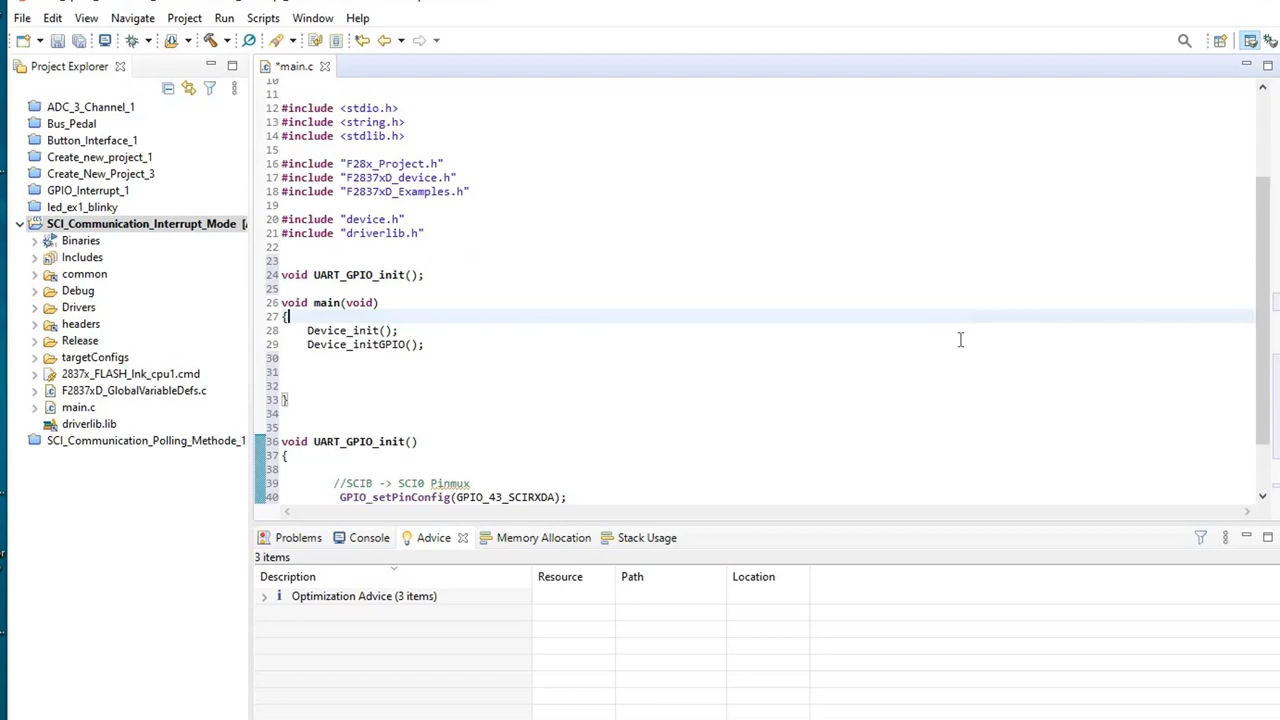 File Edit View Navigate Project Run Scripts Window Help
Project Explorer
*main.c
ADC_3_Channel_1
Bus_Pedal
Button_Interface_1
Create_new_project_1
Create_New_Project_3
GPIO_Interrupt_1
led_ex1_blinky
SCI_Communication_Interrupt_Mode
Binaries
Includes
common
Debug
Drivers
headers
Release
targetConfigs
2837x_FLASH_lnk_cpu1.cmd
F2837xD_GlobalVariableDefs.c
main.c
driverlib.lib
SCI_Communication_Polling_Methode_1
10
11
12 #include <stdio.h>
13 #include <string.h>
14 #include <stdlib.h>
15
16 #include "F28x_Project.h"
17 #include "F2837xD_device.h"
18 #include "F2837xD_Examples.h"
19
20 #include "device.h"
21 #include "driverlib.h"
22
23
24 void UART_GPIO_init();
25
26 void main(void)
27 {
28 Device_init();
29 Device_initGPIO();
30
31
32
33 }
34
35
36 void UART_GPIO_init()
37 {
38
39 //SCIB -> SCI0 Pinmux
40 GPIO_setPinConfig(GPIO_43_SCIRXDA);
Problems Console Advice Memory Allocation Stack Usage
3 items
Description Resource Path Location
Optimization Advice (3 items)